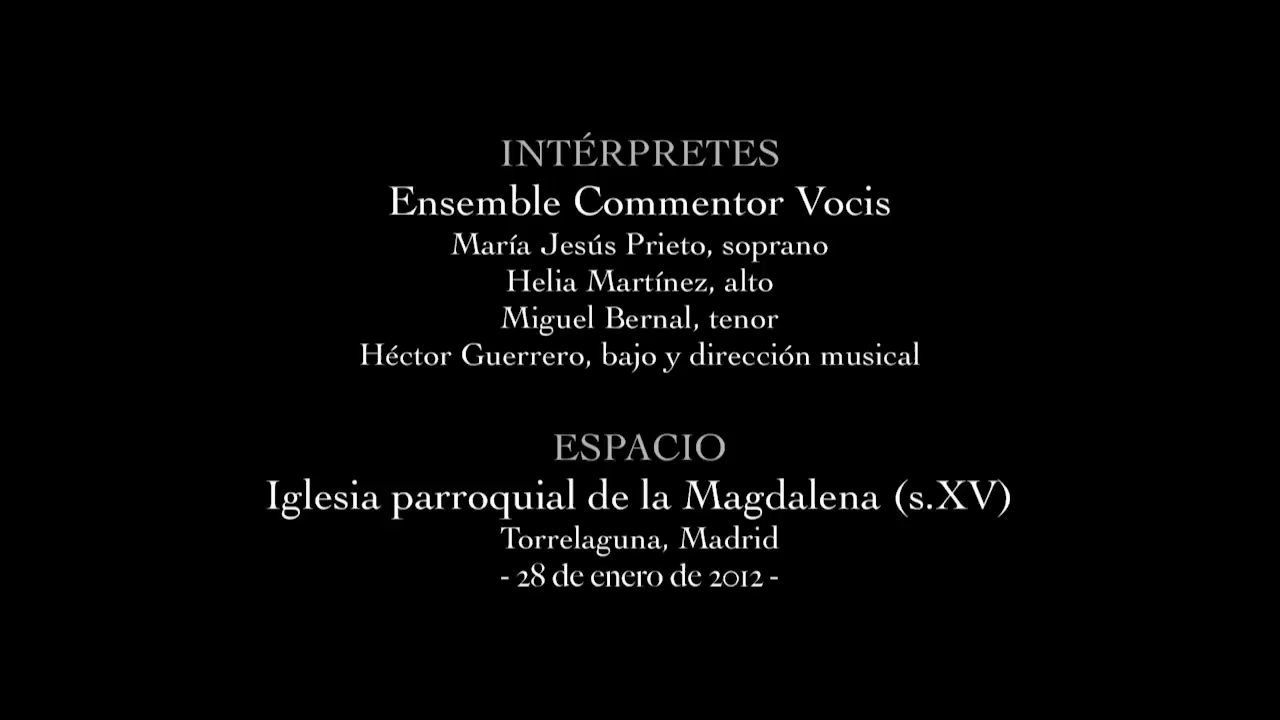 INTÉRPRETES
Ensemble Commentor Vocis
María Jesús Prieto, soprano
Helia Martínez, alto
Miguel Bernal, tenor
Héctor Guerrero, bajo y dirección musical
ESPACIO
Iglesia parroquial de la Magdalena (s.XV)
Torrelaguna, Madrid
- 28 de enero de 2012 -